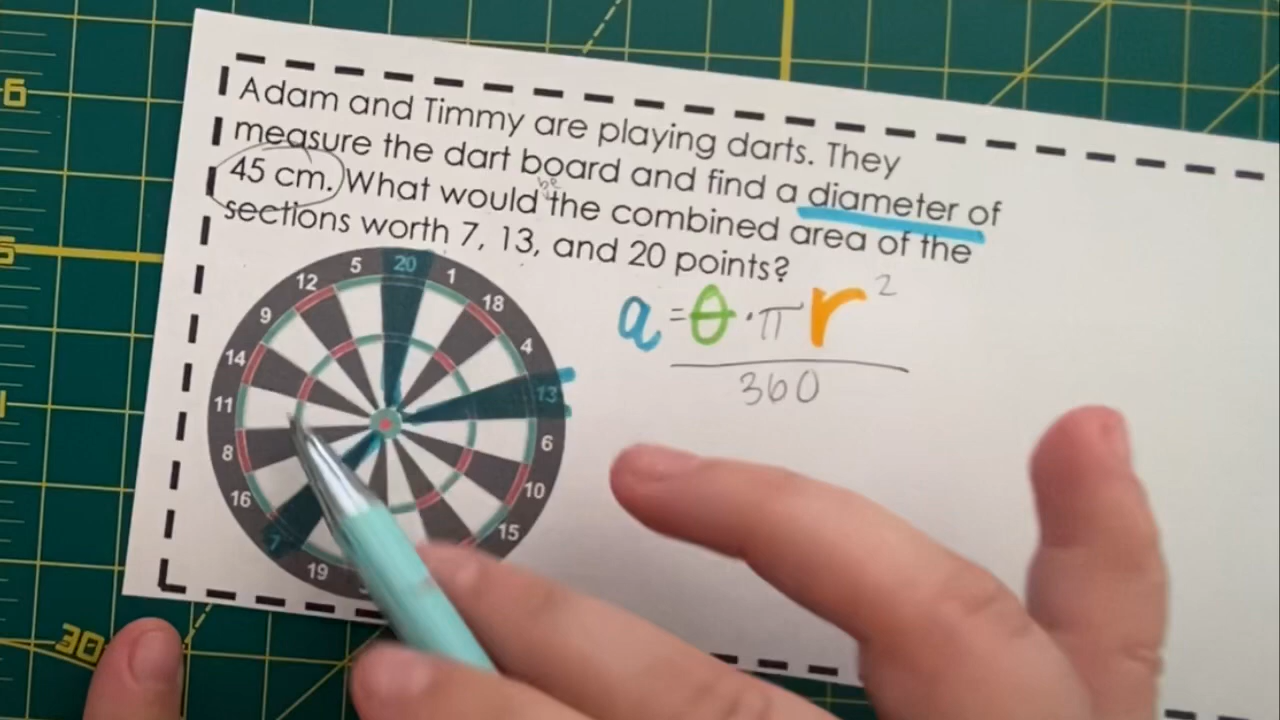 Adam and Timmy are playing darts. They
measure the dart board and find a diameter of
45 cm. What would be the combined area of the
sections worth 7, 13, and 20 points?
a = θ · π r 2
360
5 20 1
12 18
9 4
14 13
11 6
8 10
16 15
7
19
6
30